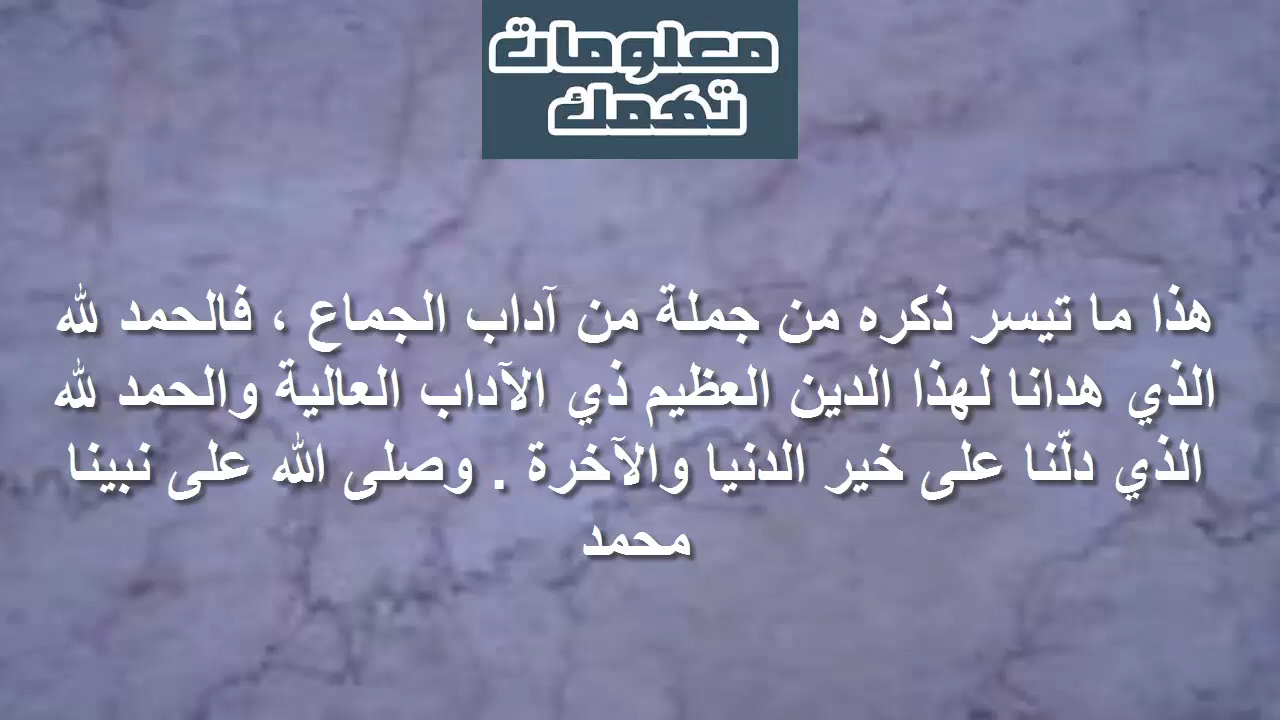 معلومات
تهمك
هذا ما تيسر ذكره من جملة من آداب الجماع ، فالحمد لله
الذي هدانا لهذا الدين العظيم ذي الآداب العالية والحمد لله
الذي دلّنا على خير الدنيا والآخرة . وصلى الله على نبينا
محمد